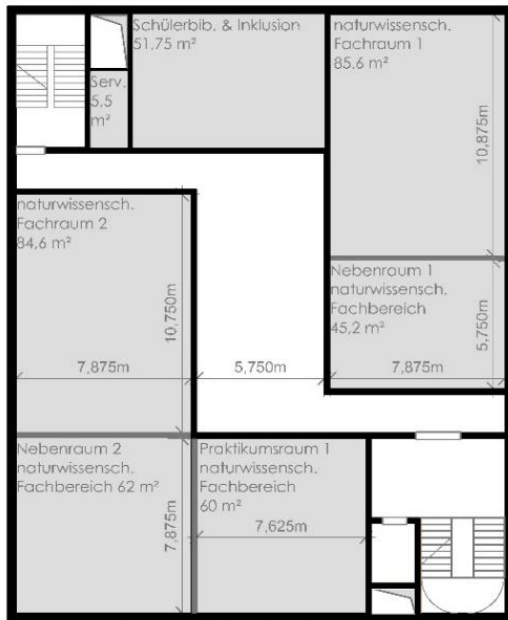 Schülerbib. & Inklusion
51,75 m²
naturwissensch.
Fachraum 1
85.6 m²
Serv.
5,5
m²
10,875m
naturwissensch.
Fachraum 2
84,6 m²
10,750m
Nebenraum 1
naturwissensch.
Fachbereich
45,2 m²
5,750m
7,875m
5,750m
7,875m
Nebenraum 2
naturwissensch.
Fachbereich 62 m²
7,875m
Praktikumsraum 1
naturwissensch.
Fachbereich
60 m²
7,625m